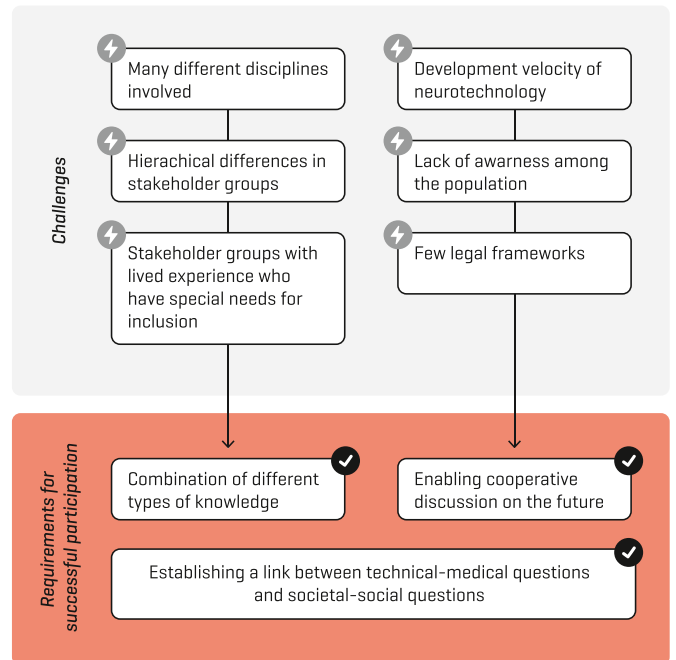 Challenges
Many different disciplines
involved
Hierachical differences in
stakeholder groups
Stakeholder groups with
lived experience who
have special needs for
inclusion
Development velocity of
neurotechnology
Lack of awarness among
the population
Few legal frameworks
Requirements for
successful participation
Combination of different
types of knowledge
Enabling cooperative
discussion on the future
Establishing a link between technical-medical questions
and societal-social questions